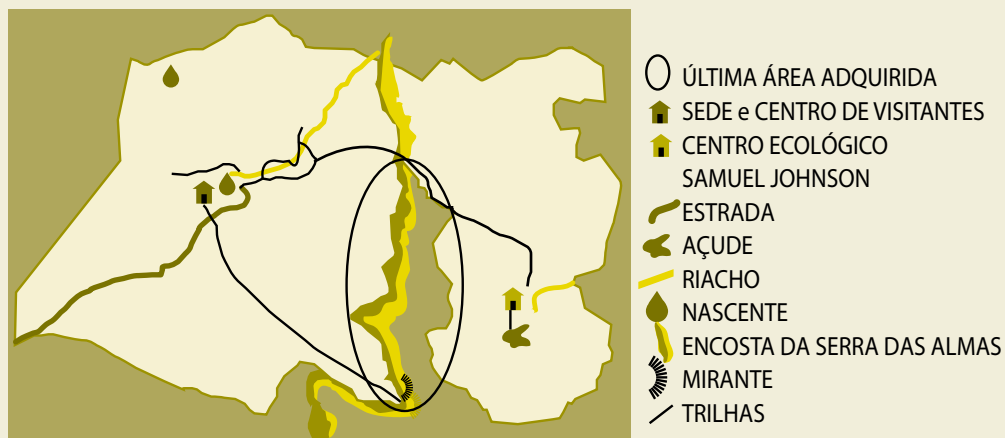 ÚLTIMA ÁREA ADQUIRIDA
SEDE e CENTRO DE VISITANTES
CENTRO ECOLÓGICO
SAMUEL JOHNSON
ESTRADA
AÇUDE
RIACHO
NASCENTE
ENCOSTA DA SERRA DAS ALMAS
MIRANTE
TRILHAS